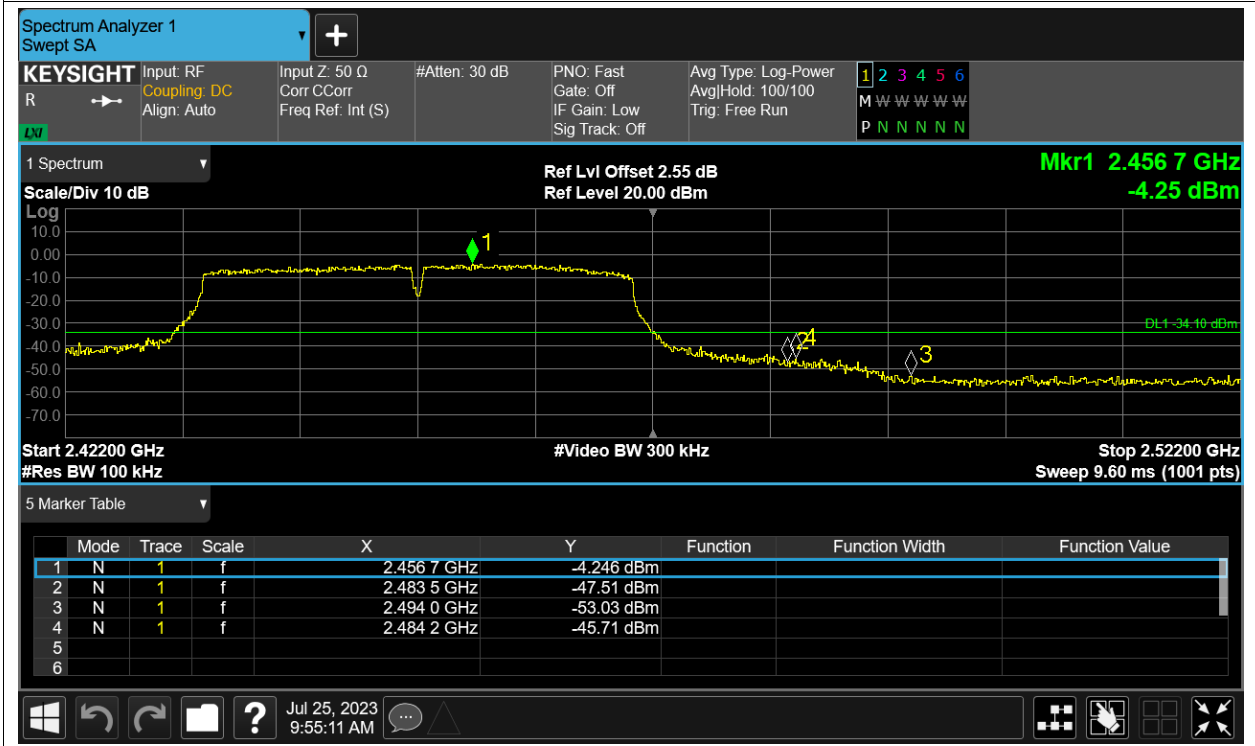 Spectrum Analyzer 1
Swept SA
+
KEYSIGHT Input: RF Input Z: 50 Ω #Atten: 30 dB PNO: Fast Avg Type: Log-Power 1 2 3 4 5 6
R Coupling: DC Corr CCorr Gate: Off Avg|Hold: 100/100 M W W W W W
Align: Auto Freq Ref: Int (S) IF Gain: Low Trig: Free Run
LXI Sig Track: Off P N N N N N
1 Spectrum Ref Lvl Offset 2.55 dB Mkr1 2.456 7 GHz
Scale/Div 10 dB Ref Level 20.00 dBm -4.25 dBm
Log
10.0
1
0.00
-10.0
-20.0
-30.0
DL1 -34.10 dBm
-40.0
2 4
3
-50.0
-60.0
-70.0
Start 2.42200 GHz #Video BW 300 kHz Stop 2.52200 GHz
#Res BW 100 kHz Sweep 9.60 ms (1001 pts)
5 Marker Table
Mode Trace Scale X Y Function Function Width Function Value
1 N 1 f 2.456 7 GHz -4.246 dBm
2 N 1 f 2.483 5 GHz -47.51 dBm
3 N 1 f 2.494 0 GHz -53.03 dBm
4 N 1 f 2.484 2 GHz -45.71 dBm
5
6
? Jul 25, 2023
9:55:11 AM